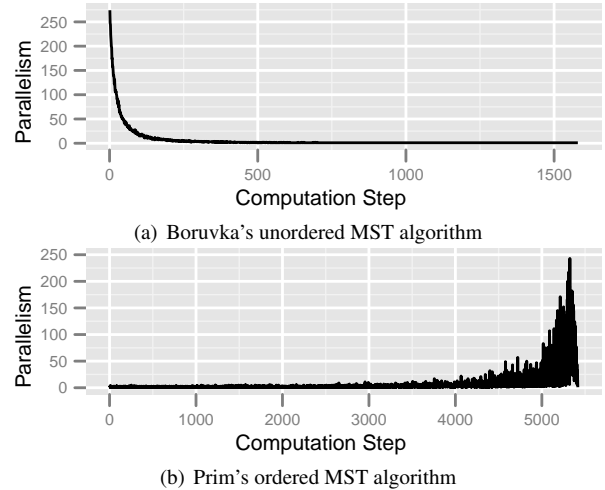 250
200
150
100
50
0
Parallelism
0 500 1000 1500
Computation Step
(a) Boruvka's unordered MST algorithm
250
200
150
100
50
0
Parallelism
0 1000 2000 3000 4000 5000
Computation Step
(b) Prim's ordered MST algorithm